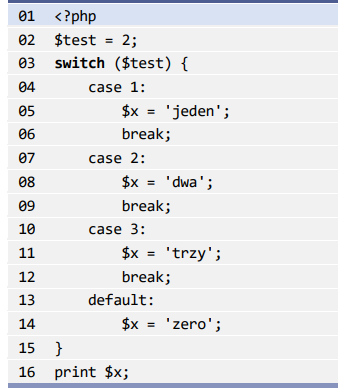 01 <?php
02 $test = 2;
03 switch ($test) {
04     case 1:
05         $x = 'jeden';
06         break;
07     case 2:
08         $x = 'dwa';
09         break;
10     case 3:
11         $x = 'trzy';
12         break;
13     default:
14         $x = 'zero';
15 }
16 print $x;